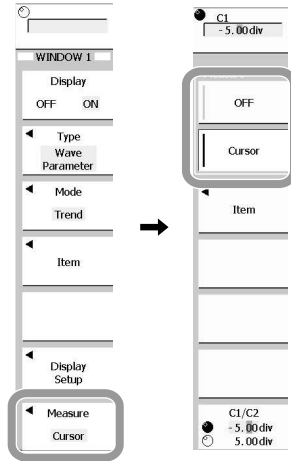 WINDOW 1
Display
OFF ON
Type
Wave
Parameter
Mode
Trend
Item
Display
Setup
Measure
Cursor
C1
-5.00div
OFF
Cursor
Item
C1/C2
-5.00div
5.00div